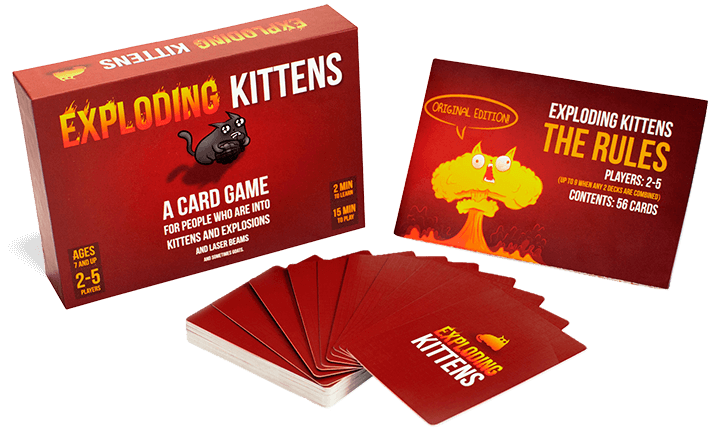 EXPLODING KITTENS
EXPLODING KITTENS
A CARD GAME
FOR PEOPLE WHO ARE INTO
KITTENS AND EXPLOSIONS
AND LASER BEAMS
AND SOMETIMES GOATS.
AGES
7 AND UP
2-5
PLAYERS
2 MIN
TO LEARN
15 MIN
TO PLAY
ORIGINAL EDITION!
EXPLODING KITTENS
THE RULES
PLAYERS: 2-5
(UP TO 9 WHEN ANY 2 DECKS ARE COMBINED)
CONTENTS: 56 CARDS
EXPLODING
KITTENS